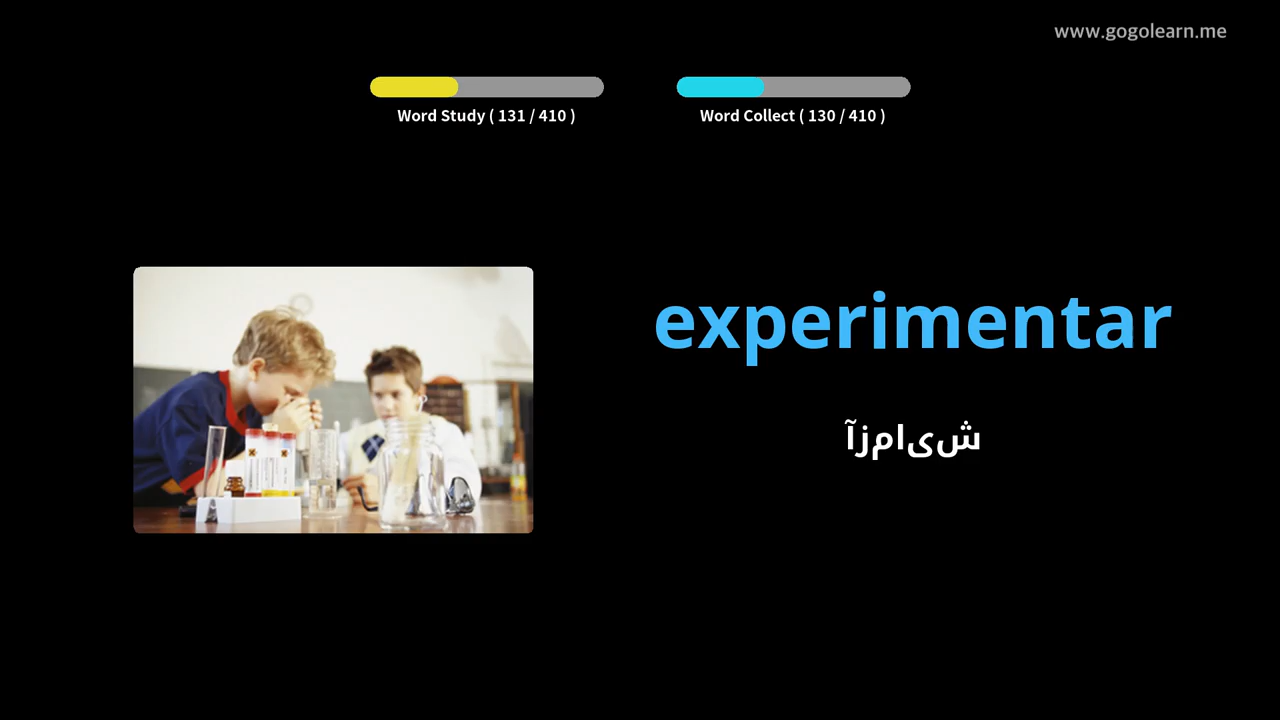 www.gogolearn.me
Word Study ( 131 / 410 )
Word Collect ( 130 / 410 )
experimentar
آزمایش